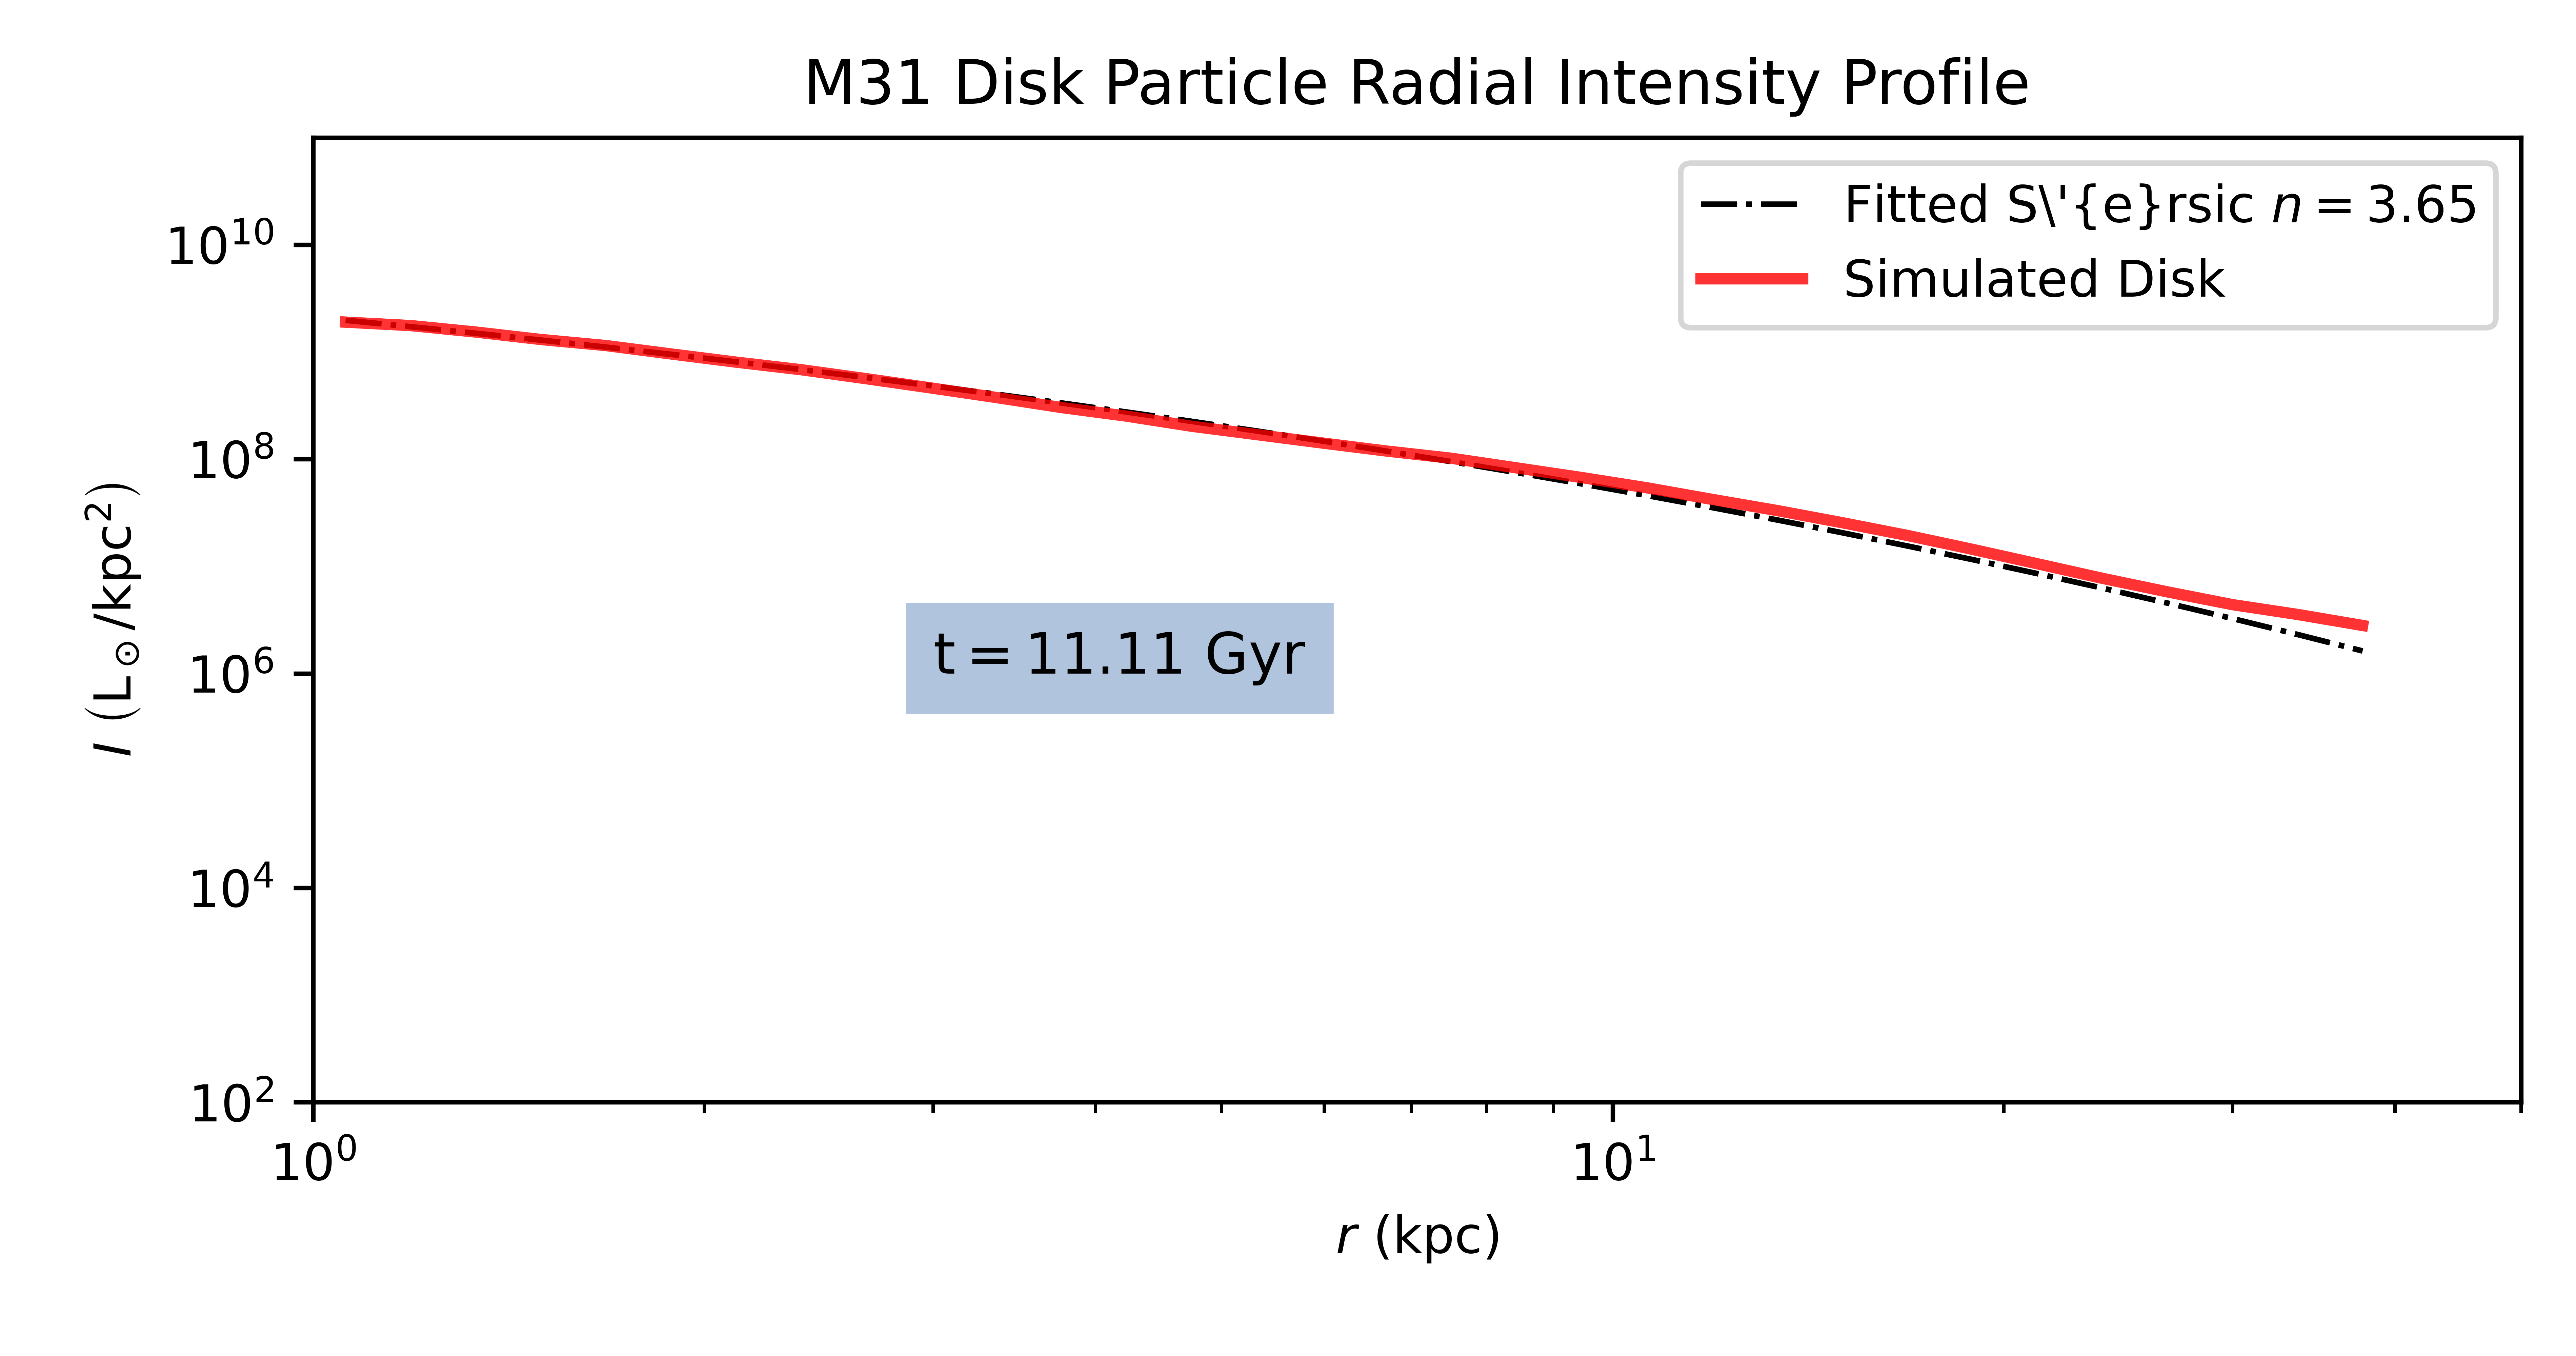 M31 Disk Particle Radial Intensity Profile
Fitted S\'{e}rsic n = 3.65
Simulated Disk
10^10
10^8
10^6
10^4
10^2
I (L⊙/kpc²)
t = 11.11 Gyr
10^0
10^1
r (kpc)